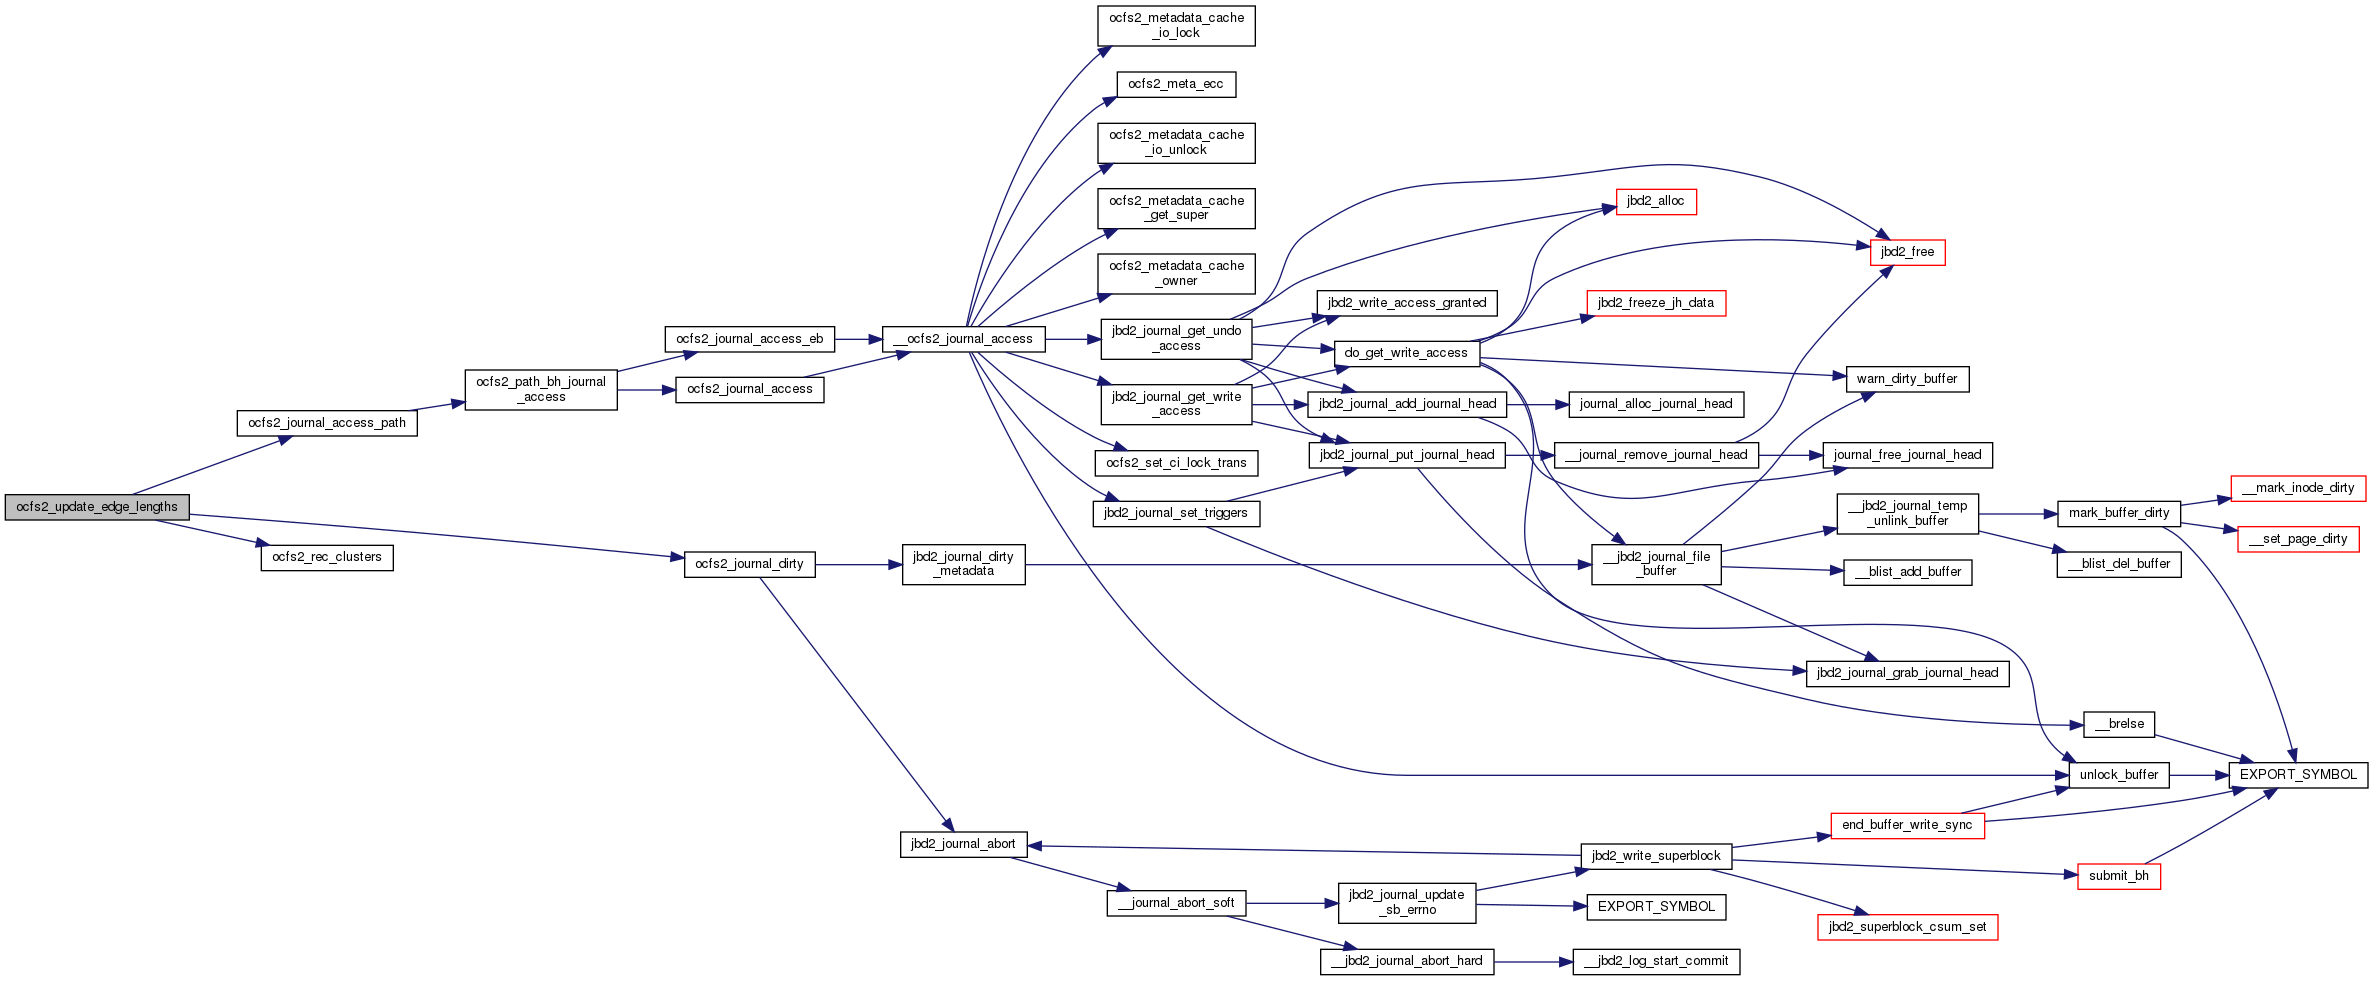 ocfs2_metadata_cache
_io_lock
ocfs2_meta_ecc
ocfs2_metadata_cache
_io_unlock
ocfs2_metadata_cache
_get_super
ocfs2_metadata_cache
_owner
ocfs2_update_edge_lengths
ocfs2_journal_access_path
ocfs2_rec_clusters
ocfs2_path_bh_journal
_access
ocfs2_journal_access_eb
ocfs2_journal_access
ocfs2_journal_dirty
__ocfs2_journal_access
jbd2_journal_dirty
_metadata
jbd2_journal_abort
jbd2_journal_get_undo
_access
jbd2_journal_get_write
_access
ocfs2_set_ci_lock_trans
jbd2_journal_set_triggers
__journal_abort_soft
jbd2_write_access_granted
do_get_write_access
jbd2_journal_add_journal_head
jbd2_journal_put_journal_head
jbd2_journal_update
_sb_errno
__jbd2_journal_abort_hard
jbd2_alloc
jbd2_freeze_jh_data
journal_alloc_journal_head
__journal_remove_journal_head
__jbd2_journal_file
_buffer
jbd2_write_superblock
EXPORT_SYMBOL
__jbd2_log_start_commit
jbd2_free
warn_dirty_buffer
journal_free_journal_head
__jbd2_journal_temp
_unlink_buffer
__blist_add_buffer
jbd2_journal_grab_journal_head
end_buffer_write_sync
jbd2_superblock_csum_set
mark_buffer_dirty
__blist_del_buffer
__brelse
unlock_buffer
submit_bh
__mark_inode_dirty
__set_page_dirty
EXPORT_SYMBOL